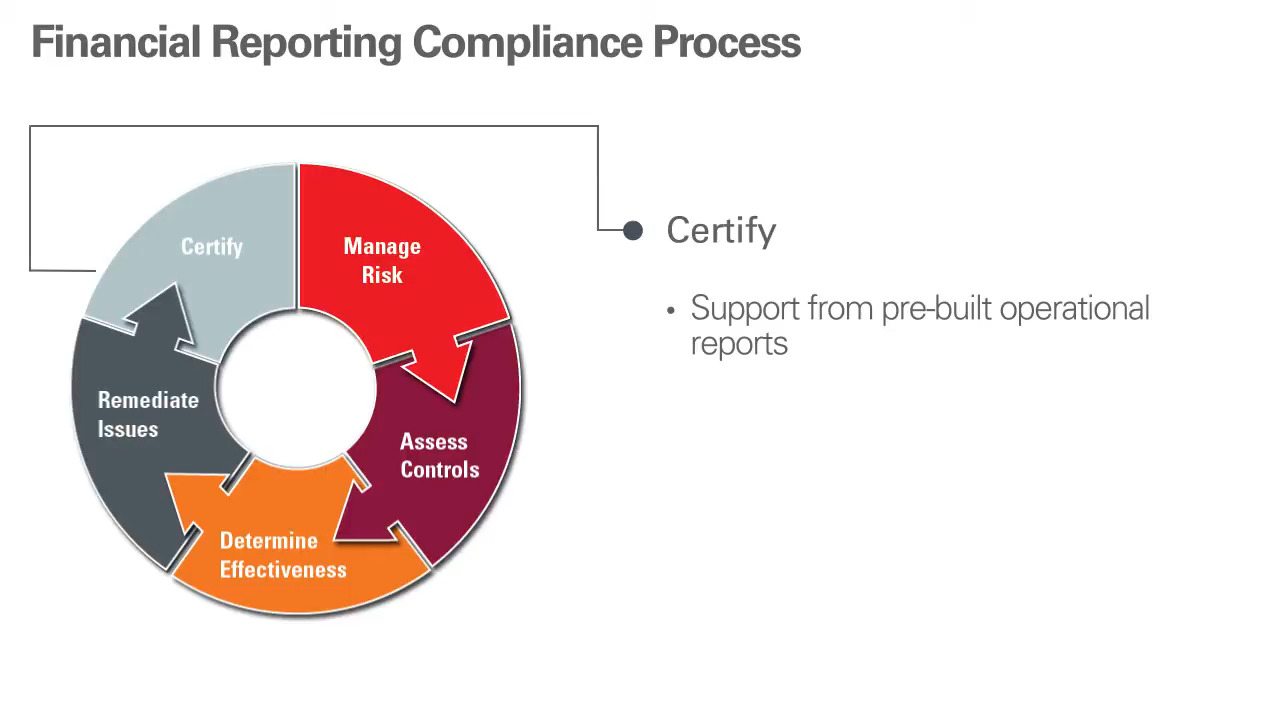 Financial Reporting Compliance Process
Certify
Manage
Risk
Remediate
Issues
Assess
Controls
Determine
Effectiveness
Certify
• Support from pre-built operational
reports